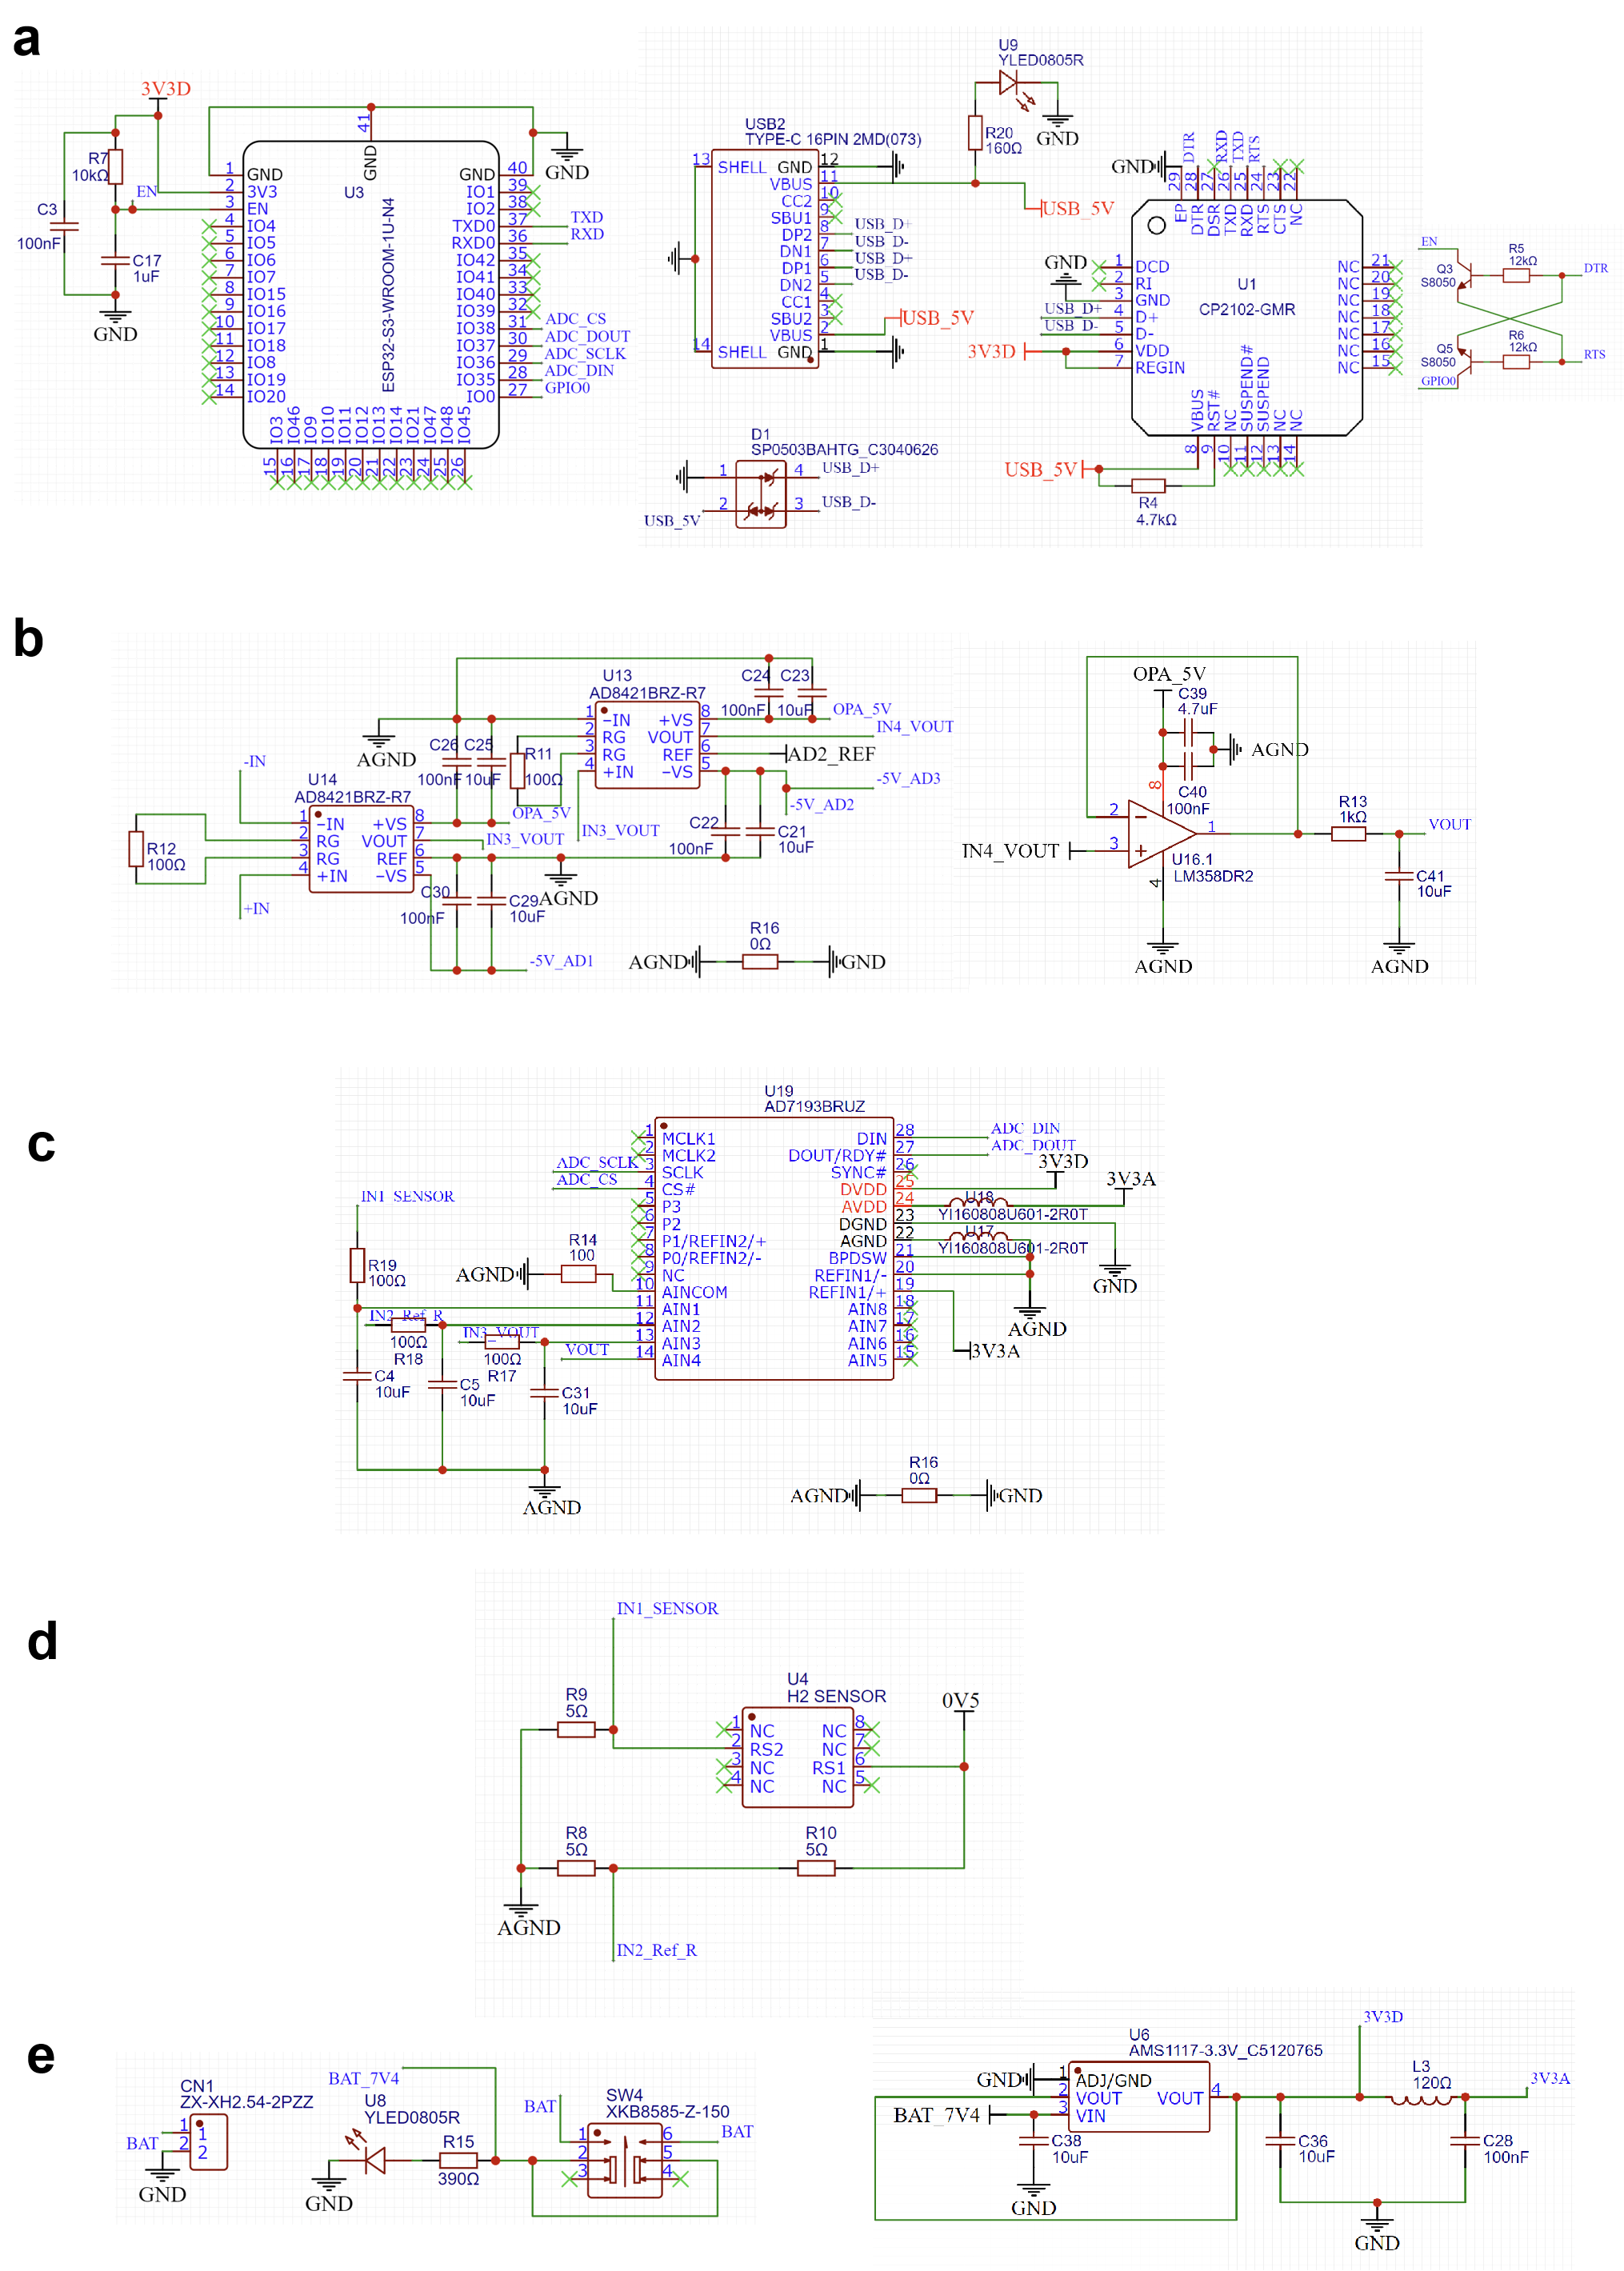 a
3V3D
R7
10kΩ
EN
C3
100nF
C17
1uF
GND
41
GND
U3
ESP32-S3-WROOM-1U-N4
1 GND
2 3V3
3 EN
4 IO4
5 IO5
6 IO6
7 IO7
8 IO15
9 IO16
10 IO17
11 IO18
12 IO8
13 IO19
14 IO20
IO3 IO46 IO9 IO10 IO11 IO12 IO13 IO14 IO21 IO47 IO48 IO45
15 16 17 18 19 20 21 22 23 24 25 26
GND 40
IO1 39
IO2 38
TXD0 37 TXD
RXD0 36 RXD
IO42 35
IO41 34
IO40 33
IO39 32
IO38 31 ADC_CS
IO37 30 ADC_DOUT
IO36 29 ADC_SCLK
IO35 28 ADC_DIN
IO0 27 GPIO0
GND
U9
YLED0805R
R20
160Ω
GND
USB2
TYPE-C 16PIN 2MD(073)
13 SHELL
14 SHELL
GND 12
VBUS 11
CC2 10
SBU1 9
DP2 8 USB_D+
DN1 7 USB_D-
DP1 6 USB_D+
DN2 5 USB_D-
CC1 4
SBU2 3
VBUS 2
GND 1
USB_5V
USB_5V
D1
SP0503BAHTG_C3040626
1 4 USB_D+
USB_5V 2 3 USB_D-
GND
DTR RXD TXD RTS
29 28 27 26 25 24 23 22
EP DTR DSR TXD RXD RTS CTS NC
GND
1 DCD
2 RI
3 GND
USB_D+ 4 D+
USB_D- 5 D-
3V3D 6 VDD
7 REGIN
U1
CP2102-GMR
NC 21
NC 20
NC 19
NC 18
NC 17
NC 16
NC 15
VBUS RST# NC SUSPEND# SUSPEND NC NC
8 9 10 11 12 13 14
USB_5V
R4
4.7kΩ
EN
Q3
S8050
R5
12kΩ
DTR
Q5
S8050
R6
12kΩ
RTS
GPIO0
b
-IN
U14
AD8421BRZ-R7
R12
100Ω
+IN
1 -IN
2 RG
3 RG
4 +IN
+VS 8
VOUT 7
REF 6
-VS 5
AGND
C26
100nF
C25
10uF
R11
100Ω
OPA_5V
IN3_VOUT
IN3_VOUT
U13
AD8421BRZ-R7
1 -IN
2 RG
3 RG
4 +IN
+VS 8
VOUT 7
REF 6
-VS 5
C24
100nF
C23
10uF
OPA_5V
IN4_VOUT
AD2_REF
-5V_AD3
-5V_AD2
C22
100nF
C21
10uF
C30
100nF
C29
10uF
AGND
-5V_AD1
R16
0Ω
AGND
GND
OPA_5V
C39
4.7uF
AGND
C40
100nF
8
2
3
1
4
IN4_VOUT
U16.1
LM358DR2
R13
1kΩ
VOUT
C41
10uF
AGND
AGND
c
U19
AD7193BRUZ
1 MCLK1
2 MCLK2
ADC_SCLK 3 SCLK
ADC_CS 4 CS#
5 P3
6 P2
7 P1/REFIN2/+
8 P0/REFIN2/-
9 NC
10 AINCOM
11 AIN1
12 AIN2
13 AIN3
14 AIN4
DIN 28 ADC_DIN
DOUT/RDY# 27 ADC_DOUT
SYNC# 26
DVDD 25
AVDD 24
DGND 23
AGND 22
BPDSW 21
REFIN1/- 20
REFIN1/+ 19
AIN8 18
AIN7 17
AIN6 16
AIN5 15
3V3D
3V3A
U18
YI160808U601-2R0T
U17
YI160808U601-2R0T
GND
AGND
3V3A
IN1_SENSOR
R19
100Ω
R14
100
AGND
IN2_Ref_R
100Ω
R18
IN3_VOUT
100Ω
R17
VOUT
C4
10uF
C5
10uF
C31
10uF
AGND
R16
0Ω
AGND
GND
d
IN1_SENSOR
U4
H2 SENSOR
R9
5Ω
0V5
1 NC
2 RS2
3 NC
4 NC
NC 8
NC 7
RS1 6
NC 5
R8
5Ω
R10
5Ω
AGND
IN2_Ref_R
e
CN1
ZX-XH2.54-2PZZ
BAT
1 1
2 2
GND
BAT_7V4
U8
YLED0805R
R15
390Ω
GND
BAT
SW4
XKB8585-Z-150
1 6 BAT
2 5
3 4
U6
AMS1117-3.3V_C5120765
GND 1 ADJ/GND
2 VOUT
BAT_7V4 3 VIN
VOUT 4
C38
10uF
GND
3V3D
L3
120Ω
3V3A
C36
10uF
C28
100nF
GND